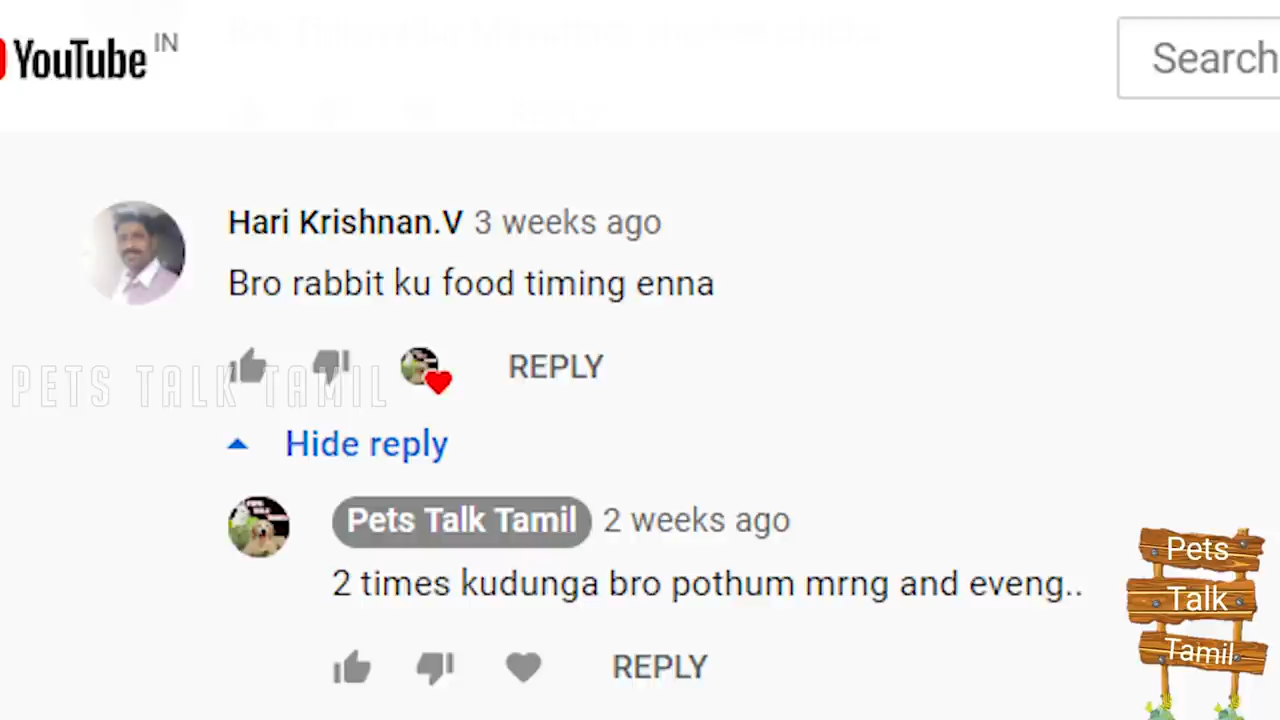 YouTube IN
Search
Hari Krishnan.V 3 weeks ago
Bro rabbit ku food timing enna
REPLY
PETS TALK TAMIL
Hide reply
Pets Talk Tamil 2 weeks ago
2 times kudunga bro pothum mrng and eveng..
REPLY
Pets
Talk
Tamil